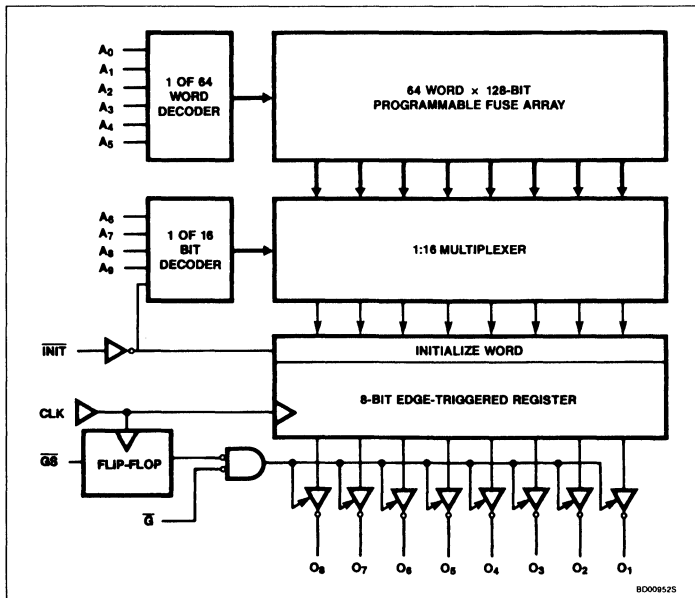 A0
A1
A2
A3
A4
A5
1 OF 64
WORD
DECODER
64 WORD × 128-BIT
PROGRAMMABLE FUSE ARRAY
A6
A7
A8
A9
1 OF 16
BIT
DECODER
1:16 MULTIPLEXER
INIT
INITIALIZE WORD
8-BIT EDGE-TRIGGERED REGISTER
CLK
GS
FLIP-FLOP
G
O8 O7 O6 O5 O4 O3 O2 O1
BD00952S